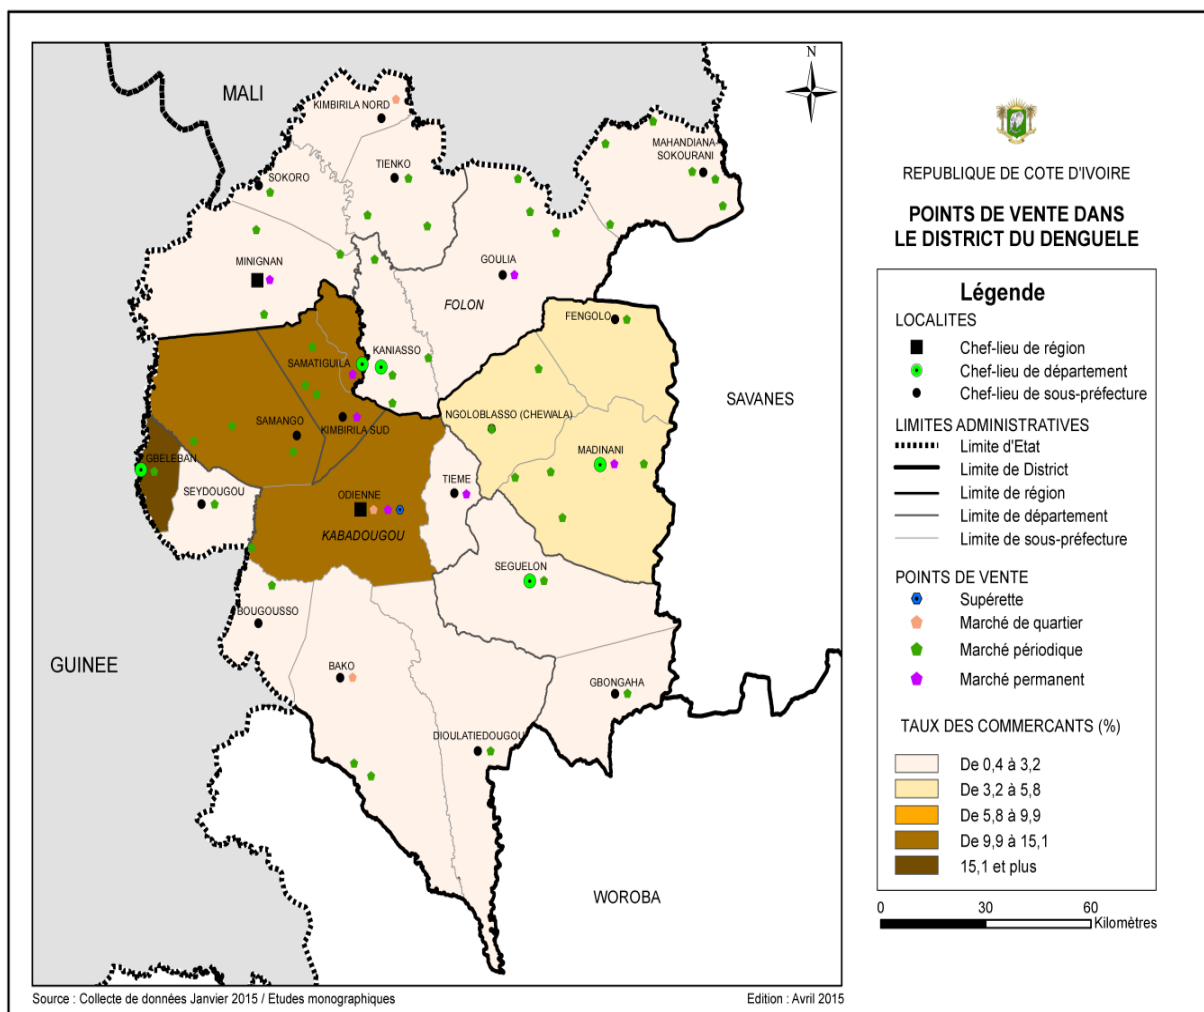 N
MALI
KIMBIRILA NORD
MAHANDIANA
SOKOURANI
TIENKO
SOKORO
MINIGNAN
GOULIA
FOLON
FENGOLO
SAMATIGUILA
KANIASSO
SAVANES
NGOLOBLASSO (CHEWALA)
SAMANGO
KIMBIRILA SUD
GBELEBAN
MADINANI
SEYDOUGOU
TIEME
ODIENNE
KABADOUGOU
SEGUELON
BOUGOUSSO
GUINEE
BAKO
GBONGAHA
DIOULATIEDOUGOU
WOROBA
Source : Collecte de données Janvier 2015 / Etudes monographiques
Edition : Avril 2015
REPUBLIQUE DE COTE D'IVOIRE
POINTS DE VENTE DANS
LE DISTRICT DU DENGUELE
Légende
LOCALITES
Chef-lieu de région
Chef-lieu de département
Chef-lieu de sous-préfecture
LIMITES ADMINISTRATIVES
Limite d'Etat
Limite de District
Limite de région
Limite de département
Limite de sous-préfecture
POINTS DE VENTE
Supérette
Marché de quartier
Marché périodique
Marché permanent
TAUX DES COMMERCANTS (%)
De 0,4 à 3,2
De 3,2 à 5,8
De 5,8 à 9,9
De 9,9 à 15,1
15,1 et plus
0 30 60
Kilomètres